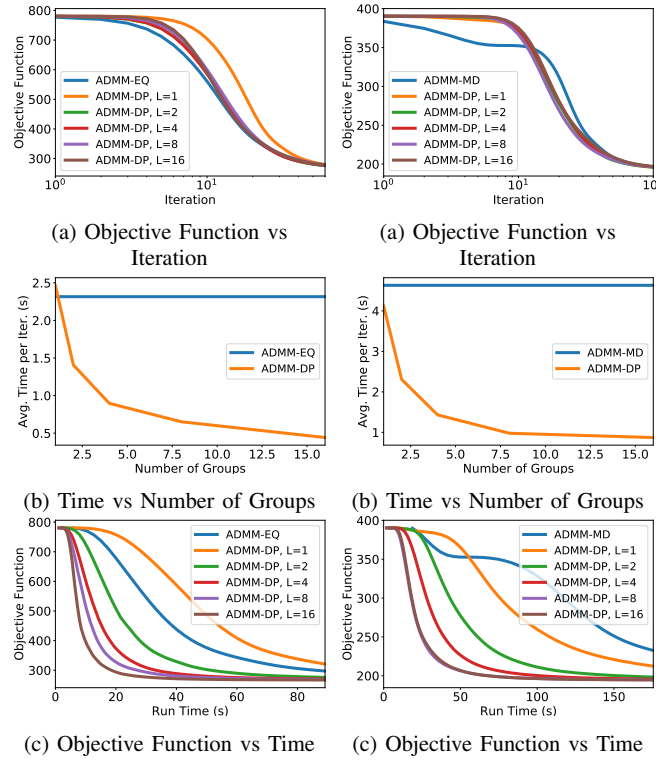 800
700
600
500
400
300
Objective Function
ADMM-EQ
ADMM-DP, L=1
ADMM-DP, L=2
ADMM-DP, L=4
ADMM-DP, L=8
ADMM-DP, L=16
10^0
10^1
Iteration
(a) Objective Function vs
Iteration
400
350
300
250
200
Objective Function
ADMM-MD
ADMM-DP, L=1
ADMM-DP, L=2
ADMM-DP, L=4
ADMM-DP, L=8
ADMM-DP, L=16
10^0
10^1
10
Iteration
(a) Objective Function vs
Iteration
2.5
2.0
1.5
1.0
0.5
Avg. Time per Iter. (s)
ADMM-EQ
ADMM-DP
2.5
5.0
7.5
10.0
12.5
15.0
Number of Groups
(b) Time vs Number of Groups
4
3
2
1
Avg. Time per Iter. (s)
ADMM-MD
ADMM-DP
2.5
5.0
7.5
10.0
12.5
15.0
Number of Groups
(b) Time vs Number of Groups
800
700
600
500
400
300
Objective Function
ADMM-EQ
ADMM-DP, L=1
ADMM-DP, L=2
ADMM-DP, L=4
ADMM-DP, L=8
ADMM-DP, L=16
0
20
40
60
80
Run Time (s)
(c) Objective Function vs Time
400
350
300
250
200
Objective Function
ADMM-MD
ADMM-DP, L=1
ADMM-DP, L=2
ADMM-DP, L=4
ADMM-DP, L=8
ADMM-DP, L=16
0
50
100
150
Run Time (s)
(c) Objective Function vs Time